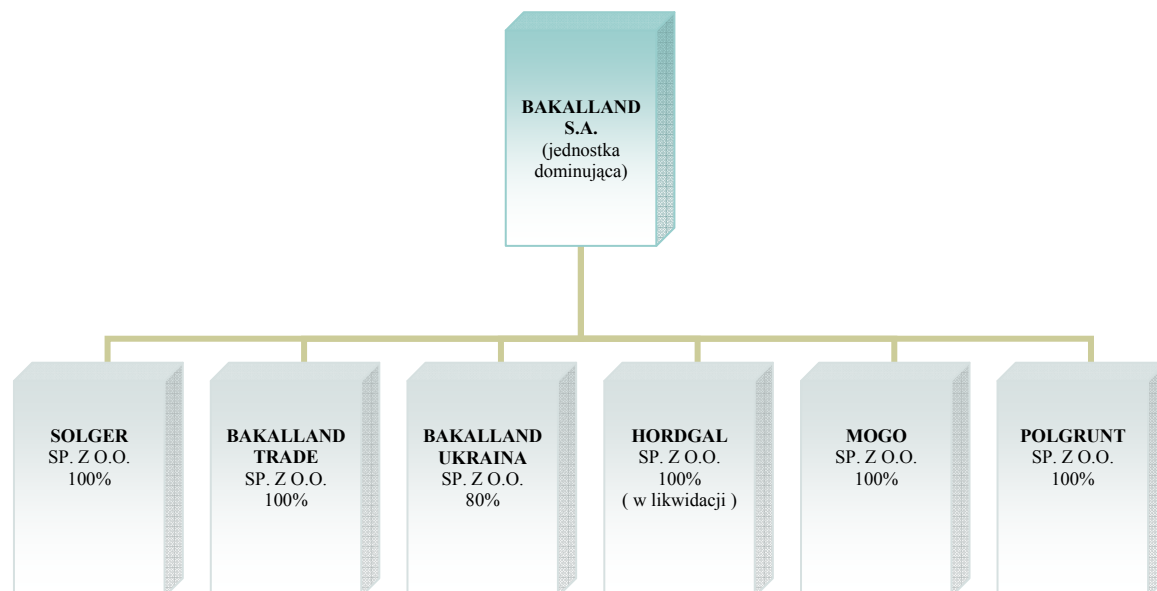 BAKALLAND
S.A.
(jednostka
dominująca)
SOLGER
SP. Z O.O.
100%
BAKALLAND
TRADE
SP. Z O.O.
100%
BAKALLAND
UKRAINA
SP. Z O.O.
80%
HORDGAL
SP. Z O.O.
100%
( w likwidacji )
MOGO
SP. Z O.O.
100%
POLGRUNT
SP. Z O.O.
100%